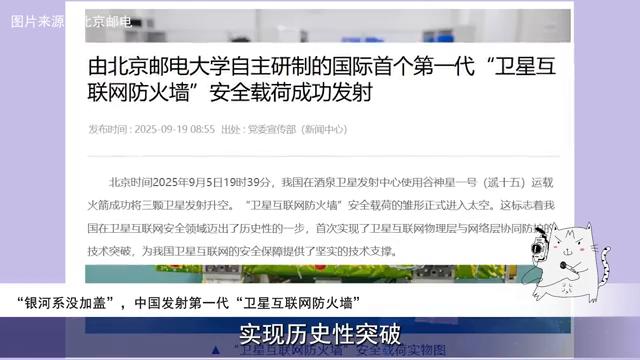 图片来源：北京邮电
由北京邮电大学自主研制的国际首个第一代“卫星互
联网防火墙”安全载荷成功发射
发布时间：2025-09-19 08:55 出处：党委宣传部（新闻中心）
北京时间2025年9月5日19时39分，我国在酒泉卫星发射中心使用谷神星一号（遥十五）运载
火箭成功将三颗卫星发射升空。“卫星互联网防火墙”安全载荷的雏形正式进入太空。这标志着我
国在卫星互联网安全领域迈出了历史性的一步，首次实现了卫星互联网物理层与网络层协同防护的
技术突破，为我国卫星互联网的安全保障提供了坚实的技术支撑。
“银河系没加盖”，中国发射第一代“卫星互联网防火墙”
实现历史性突破
▲ “卫星互联网防火墙”安全载荷实物图